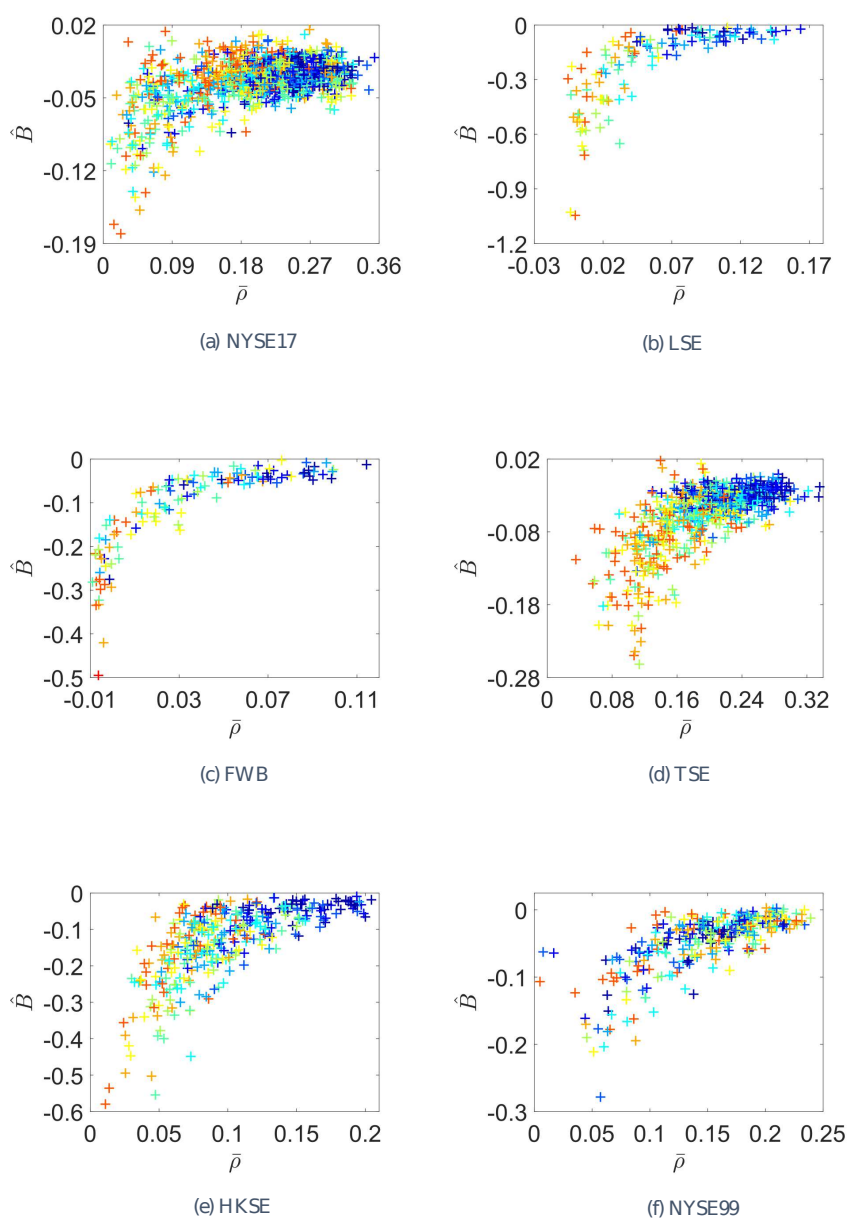 0.02
-0.05
-0.12
-0.19
B̂
0 0.09 0.18 0.27 0.36
ρ̄
(a) NYSE17
0
-0.3
-0.6
-0.9
-1.2
B̂
-0.03 0.02 0.07 0.12 0.17
ρ̄
(b) LSE
0
-0.1
-0.2
-0.3
-0.4
-0.5
B̂
-0.01 0.03 0.07 0.11
ρ̄
(c) FWB
0.02
-0.08
-0.18
-0.28
B̂
0 0.08 0.16 0.24 0.32
ρ̄
(d) TSE
0
-0.1
-0.2
-0.3
-0.4
-0.5
-0.6
B̂
0 0.05 0.1 0.15 0.2
ρ̄
(e) HKSE
0
-0.1
-0.2
-0.3
B̂
0 0.05 0.1 0.15 0.2 0.25
ρ̄
(f) NYSE99